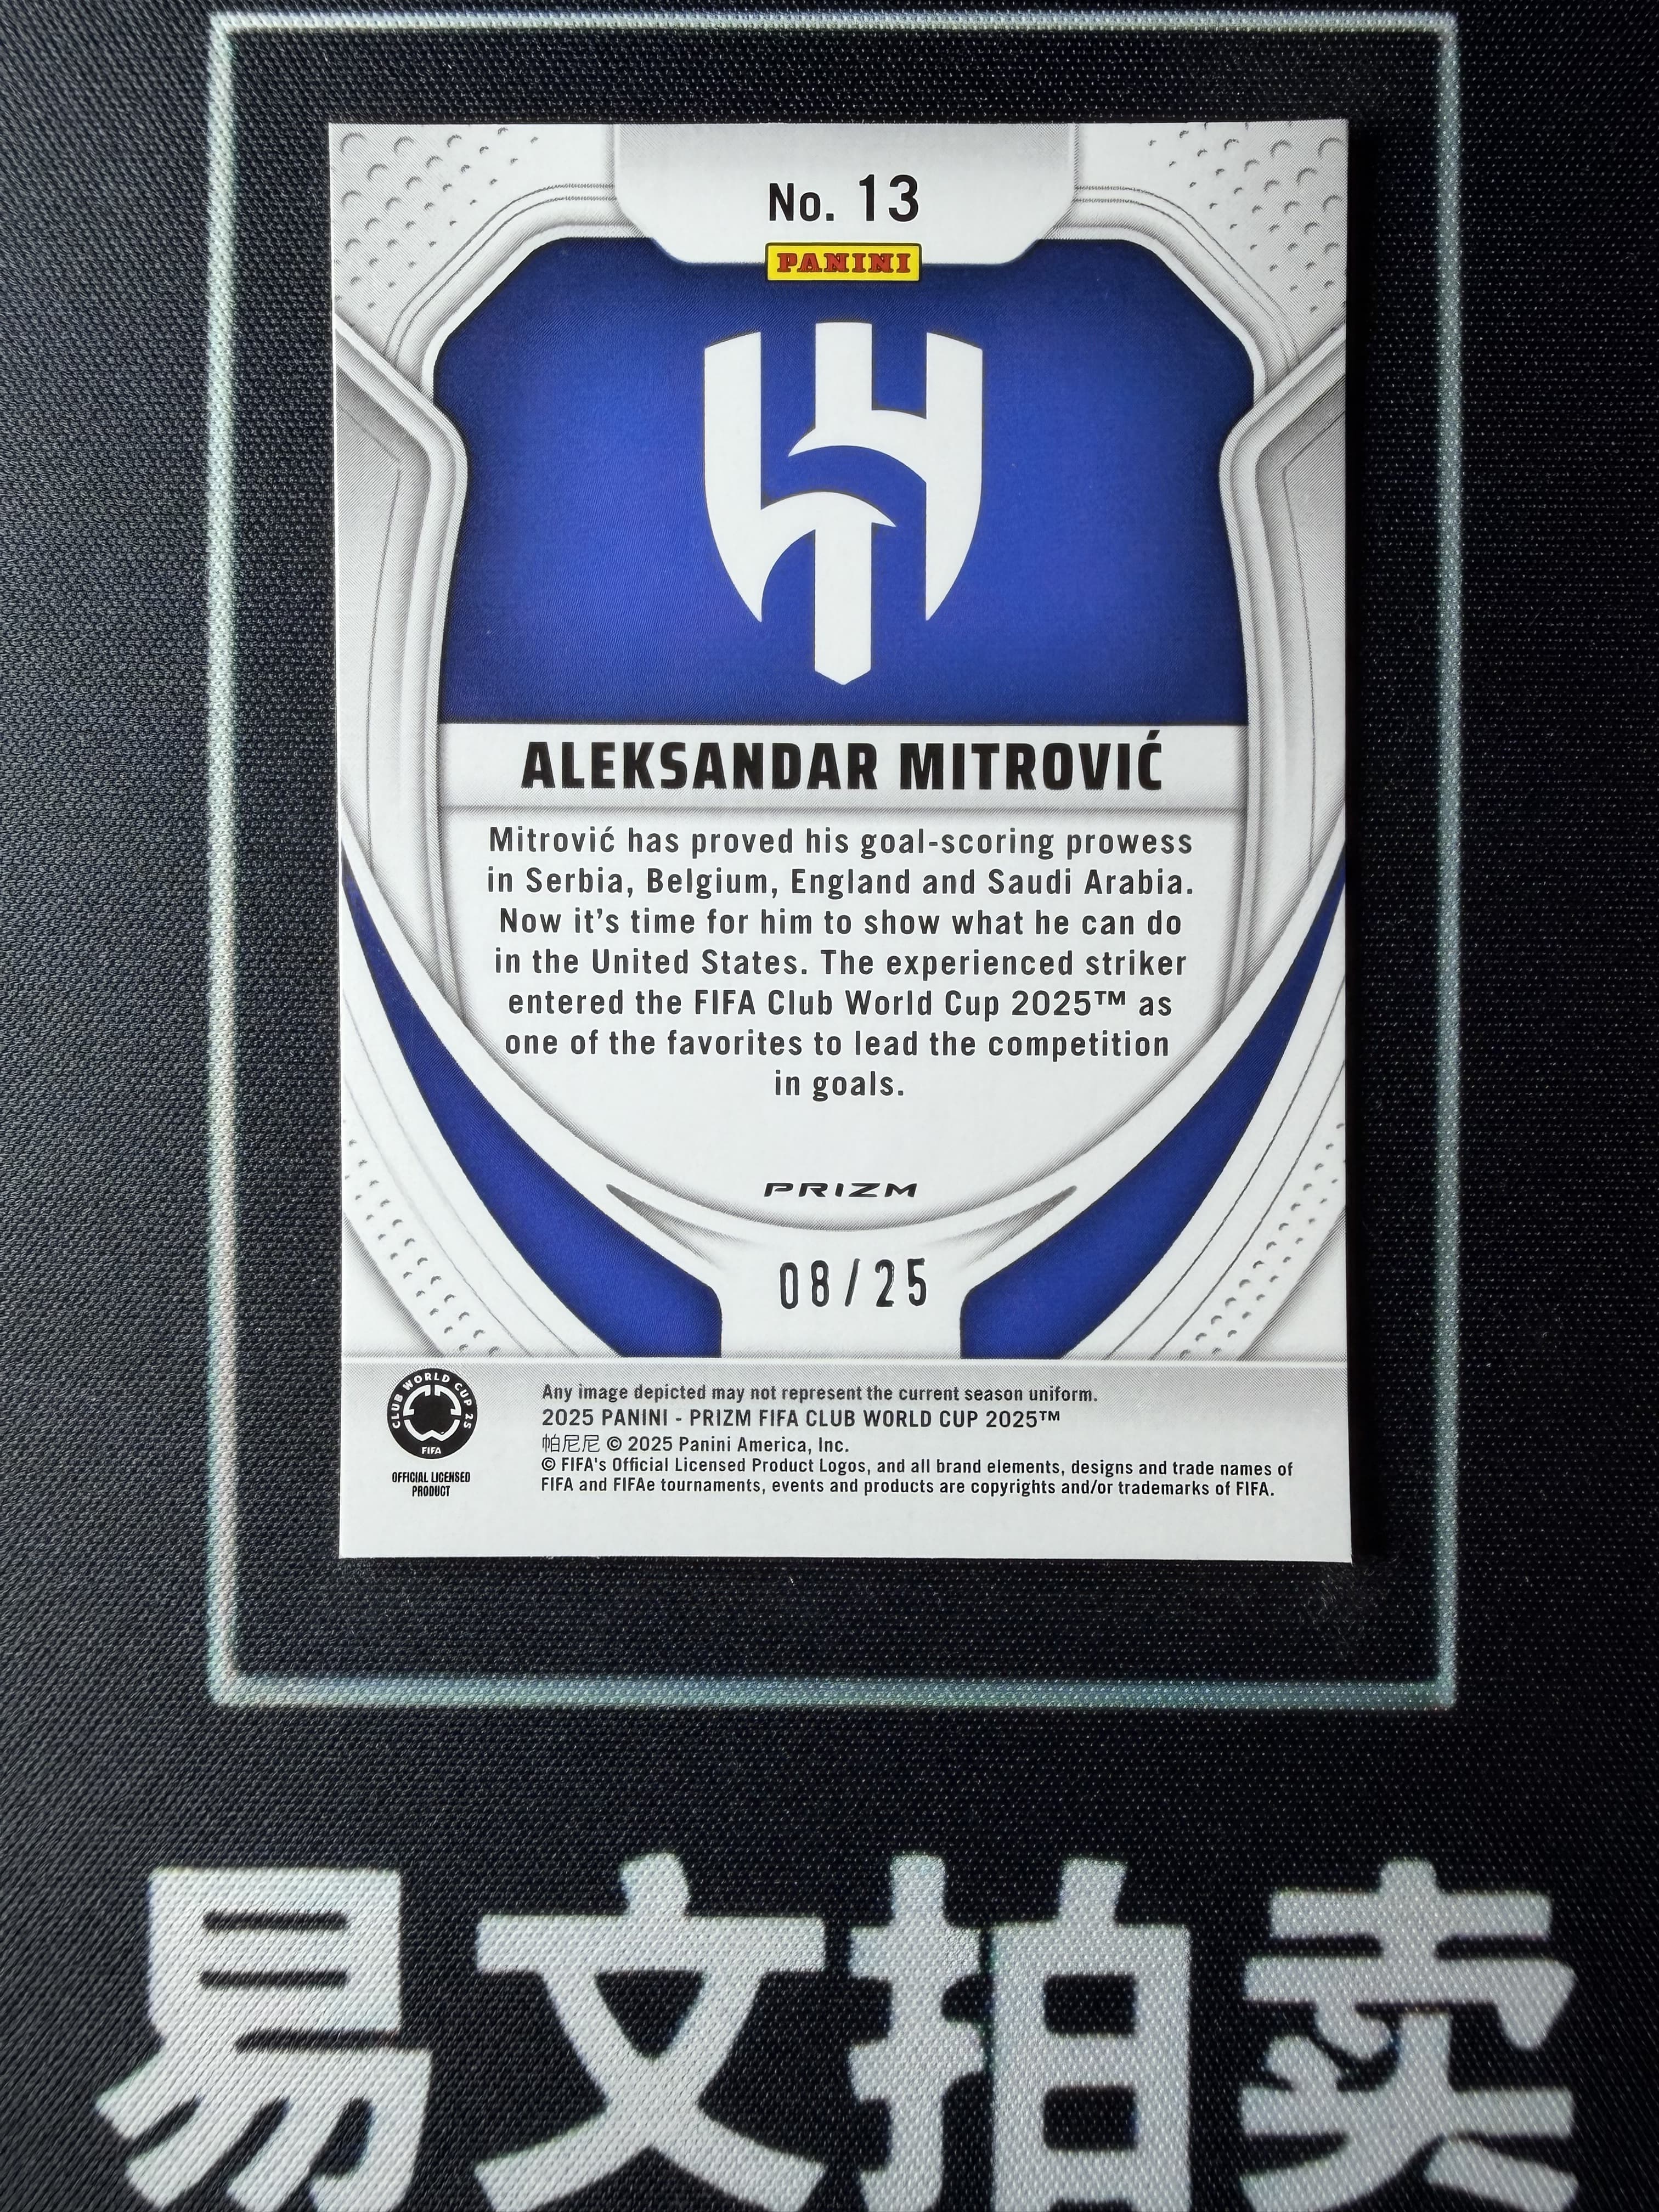 No. 13
PANINI
ALEKSANDAR MITROVIĆ
Mitrović has proved his goal-scoring prowess
in Serbia, Belgium, England and Saudi Arabia.
Now it’s time for him to show what he can do
in the United States. The experienced striker
entered the FIFA Club World Cup 2025™ as
one of the favorites to lead the competition
in goals.
PRIZM
08/25
CLUB WORLD CUP 25
FIFA
OFFICIAL LICENSED
PRODUCT
Any image depicted may not represent the current season uniform.
2025 PANINI - PRIZM FIFA CLUB WORLD CUP 2025™
帕尼尼 © 2025 Panini America, Inc.
© FIFA's Official Licensed Product Logos, and all brand elements, designs and trade names of
FIFA and FIFAe tournaments, events and products are copyrights and/or trademarks of FIFA.
易文拍卖